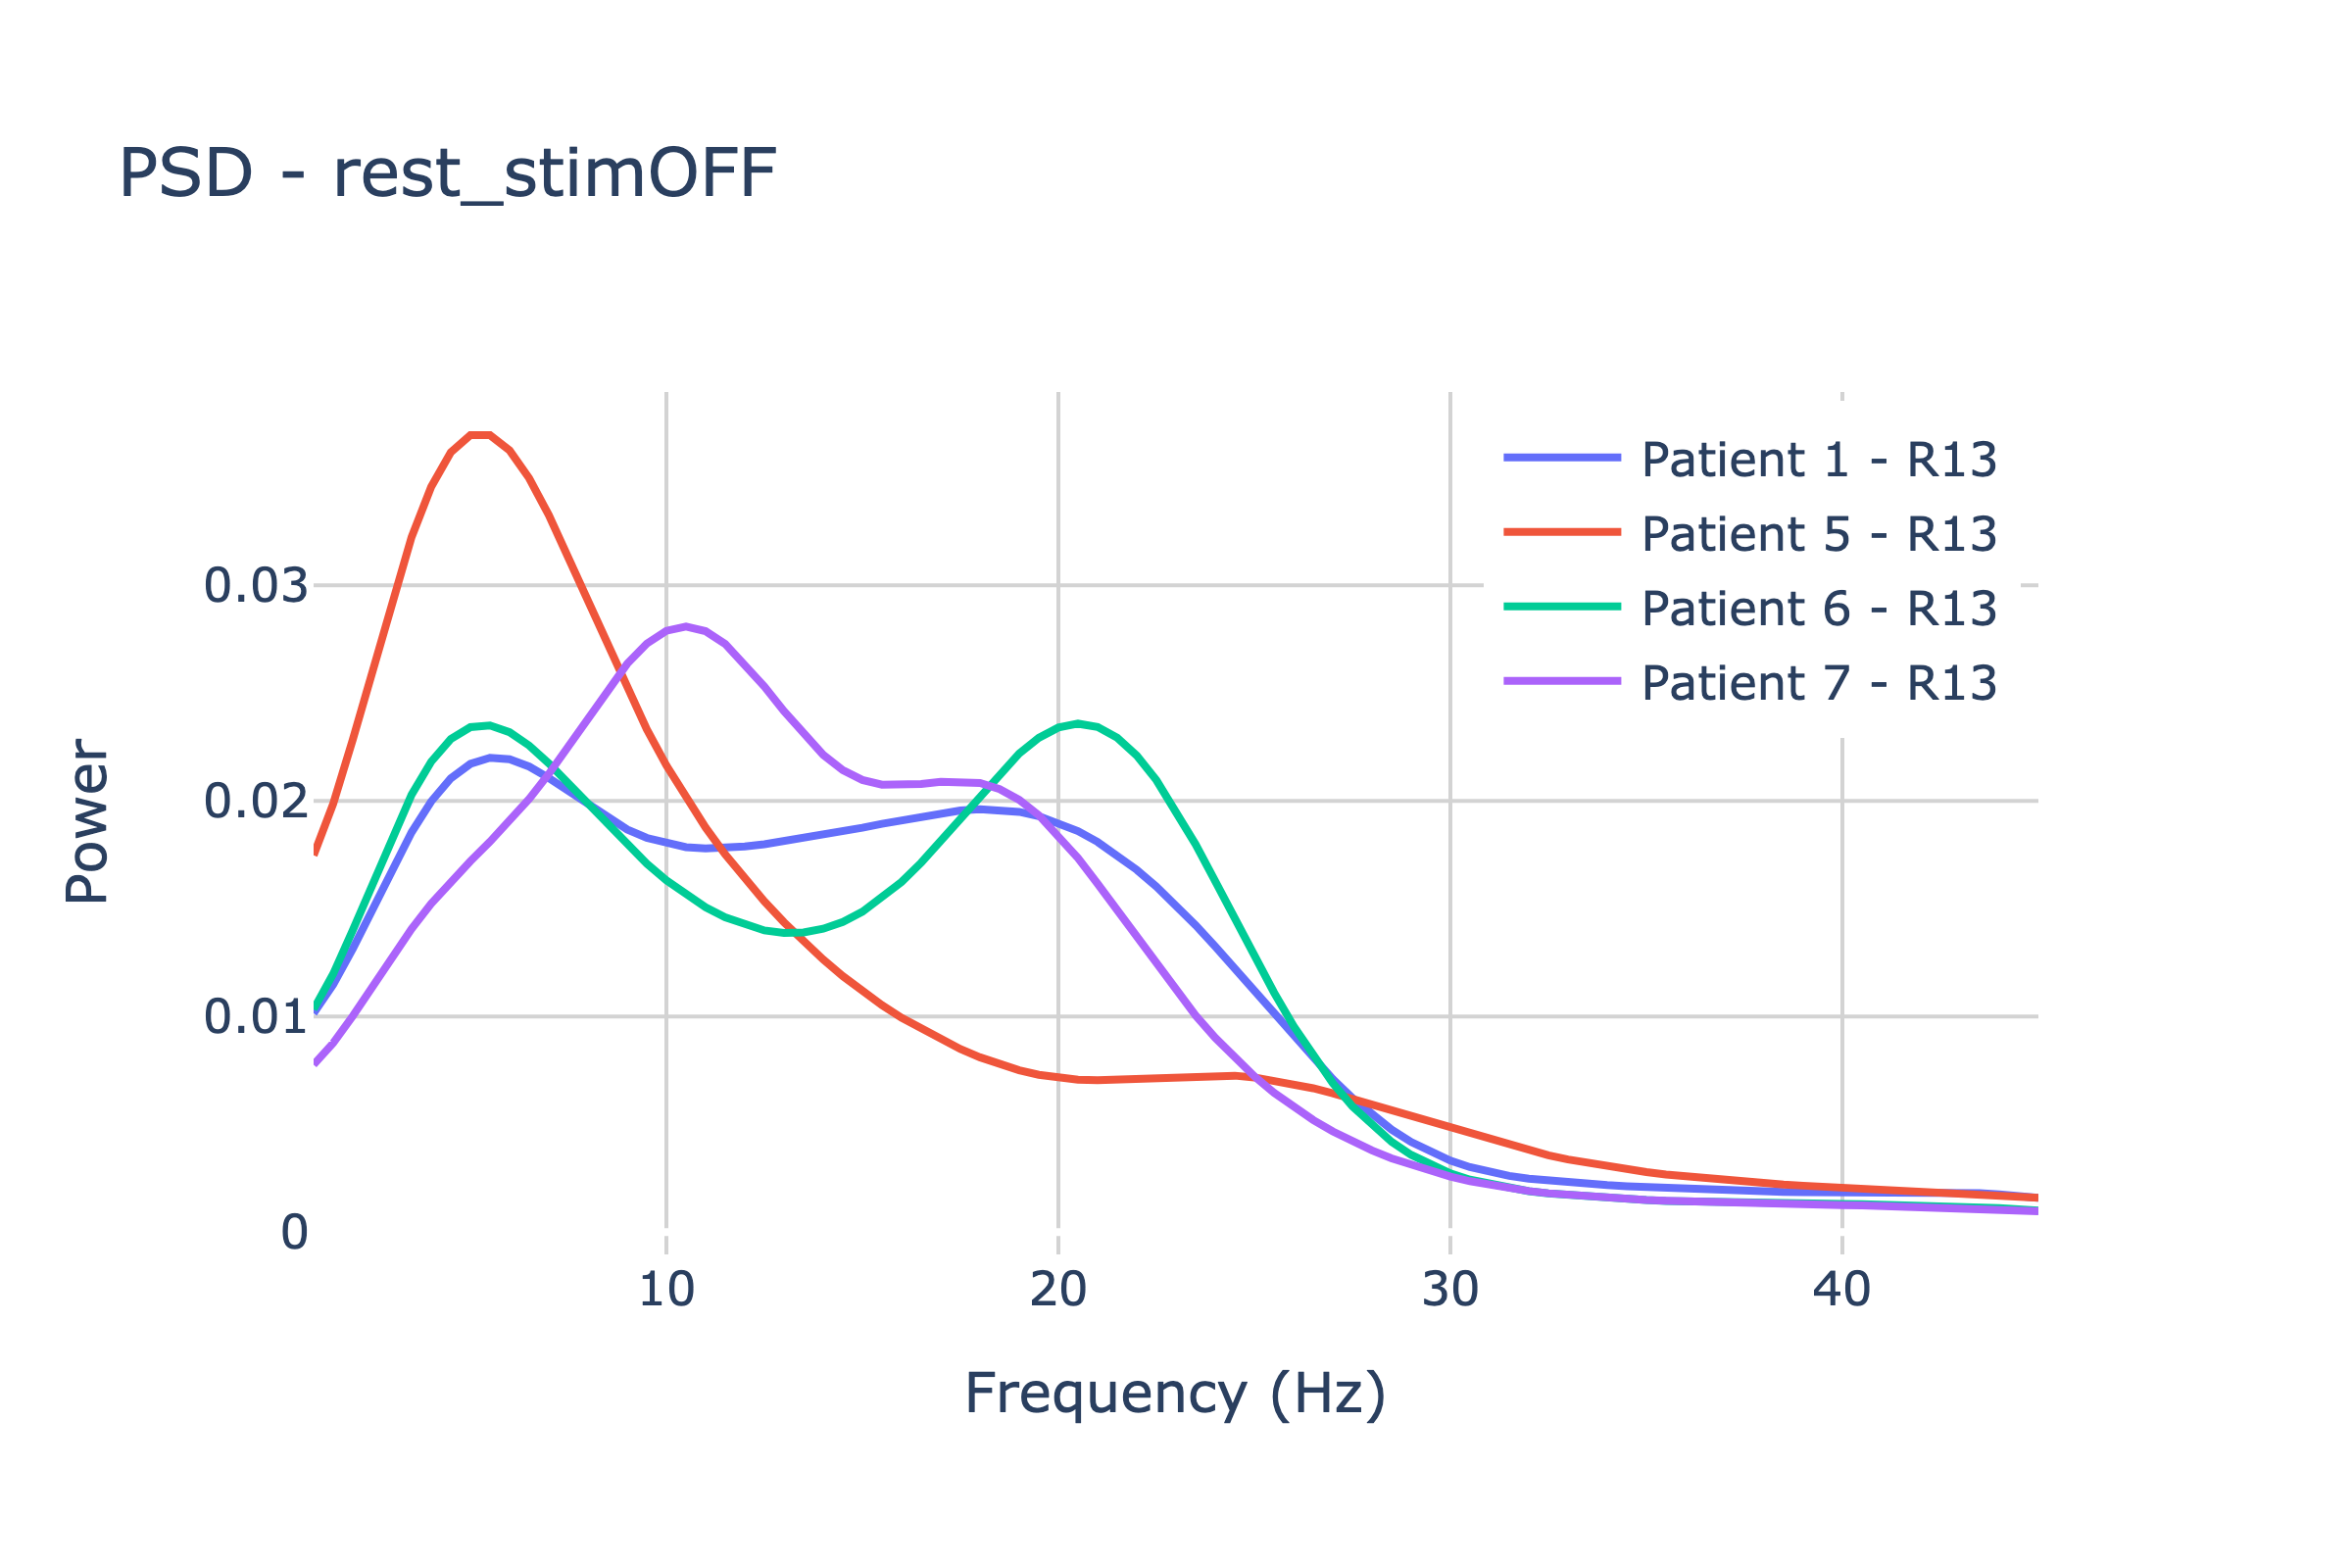 PSD - rest_stimOFF
Patient 1 - R13
Patient 5 - R13
Patient 6 - R13
Patient 7 - R13
Power
0.03
0.02
0.01
0
10
20
30
40
Frequency (Hz)